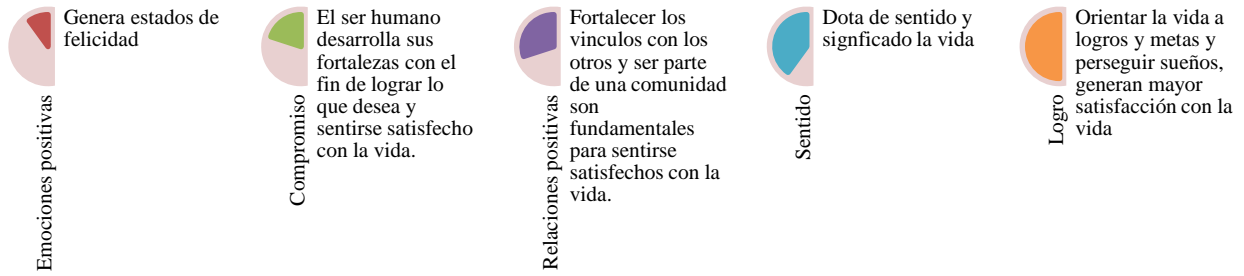 Emociones positivas
Genera estados de
felicidad
Compromiso
El ser humano
desarrolla sus
fortalezas con el
fin de lograr lo
que desea y
sentirse satisfecho
con la vida.
Relaciones positivas
Fortalecer los
vinculos con los
otros y ser parte
de una comunidad
son
fundamentales
para sentirse
satisfechos con la
vida.
Sentido
Dota de sentido y
signficado la vida
Logro
Orientar la vida a
logros y metas y
perseguir sueños,
generan mayor
satisfacción con la
vida